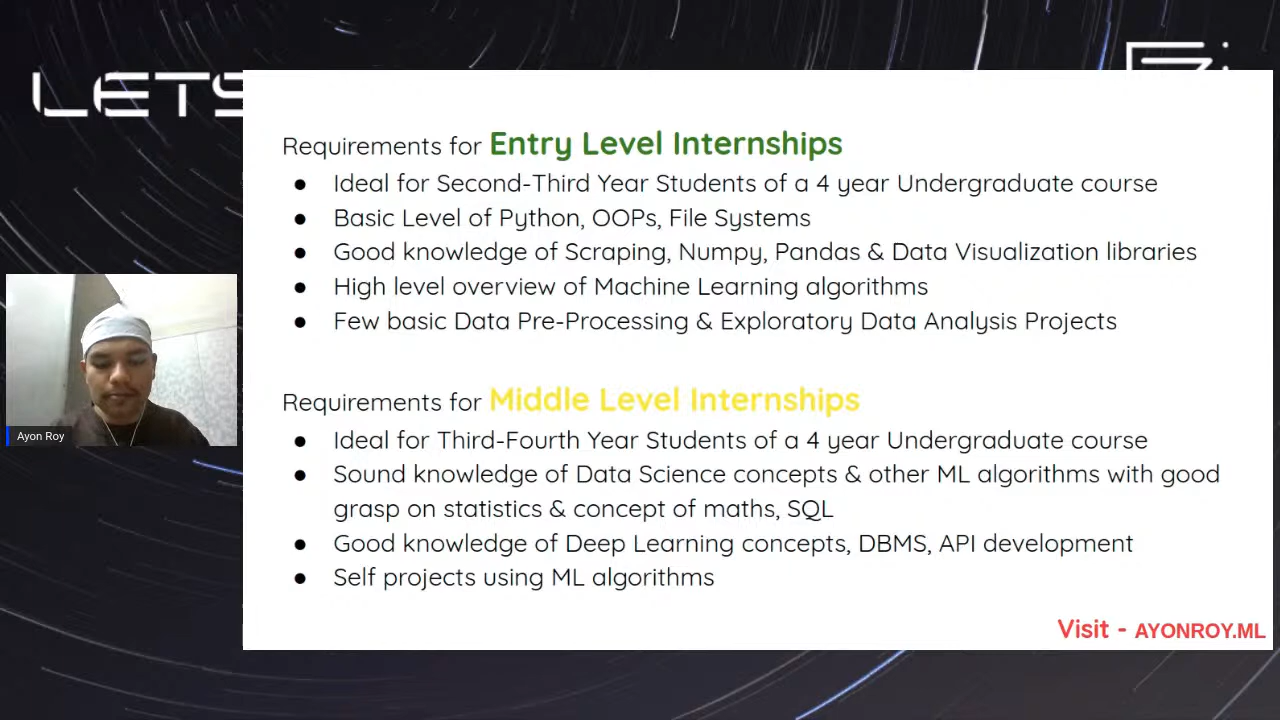 LETS
Requirements for Entry Level Internships
● Ideal for Second-Third Year Students of a 4 year Undergraduate course
● Basic Level of Python, OOPs, File Systems
● Good knowledge of Scraping, Numpy, Pandas & Data Visualization libraries
● High level overview of Machine Learning algorithms
● Few basic Data Pre-Processing & Exploratory Data Analysis Projects
Requirements for Middle Level Internships
● Ideal for Third-Fourth Year Students of a 4 year Undergraduate course
● Sound knowledge of Data Science concepts & other ML algorithms with good
grasp on statistics & concept of maths, SQL
● Good knowledge of Deep Learning concepts, DBMS, API development
● Self projects using ML algorithms
Ayon Roy
Visit - AYONROY.ML